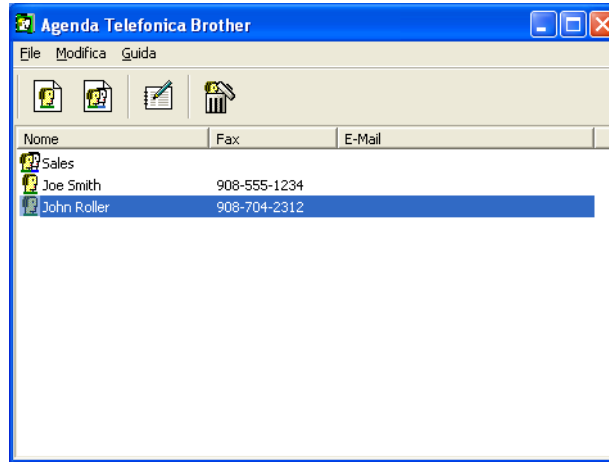 Agenda Telefonica Brother
File Modifica Guida
Nome Fax E-Mail
Sales
Joe Smith 908-555-1234
John Roller 908-704-2312